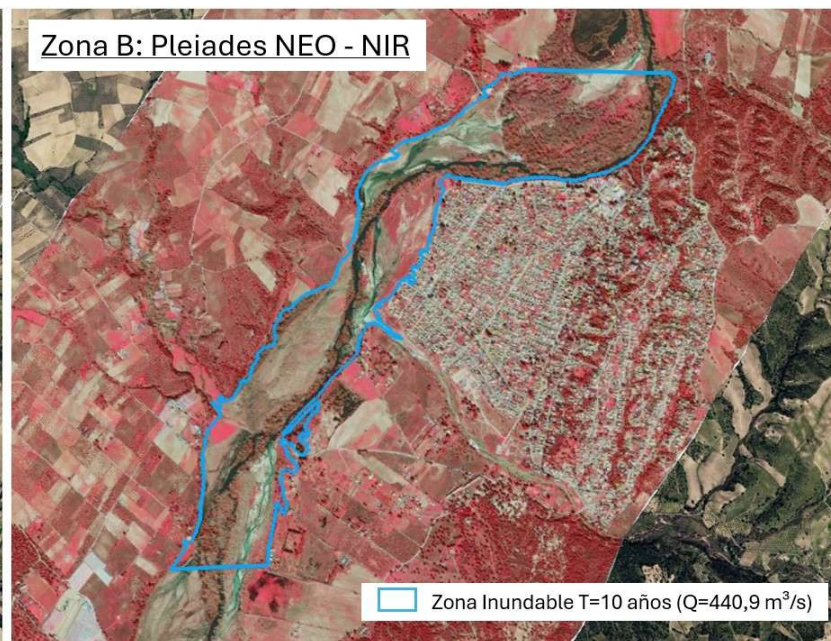 Zona B: Pleiades NEO - NIR
Zona Inundable T=10 años (Q=440,9 m³/s)